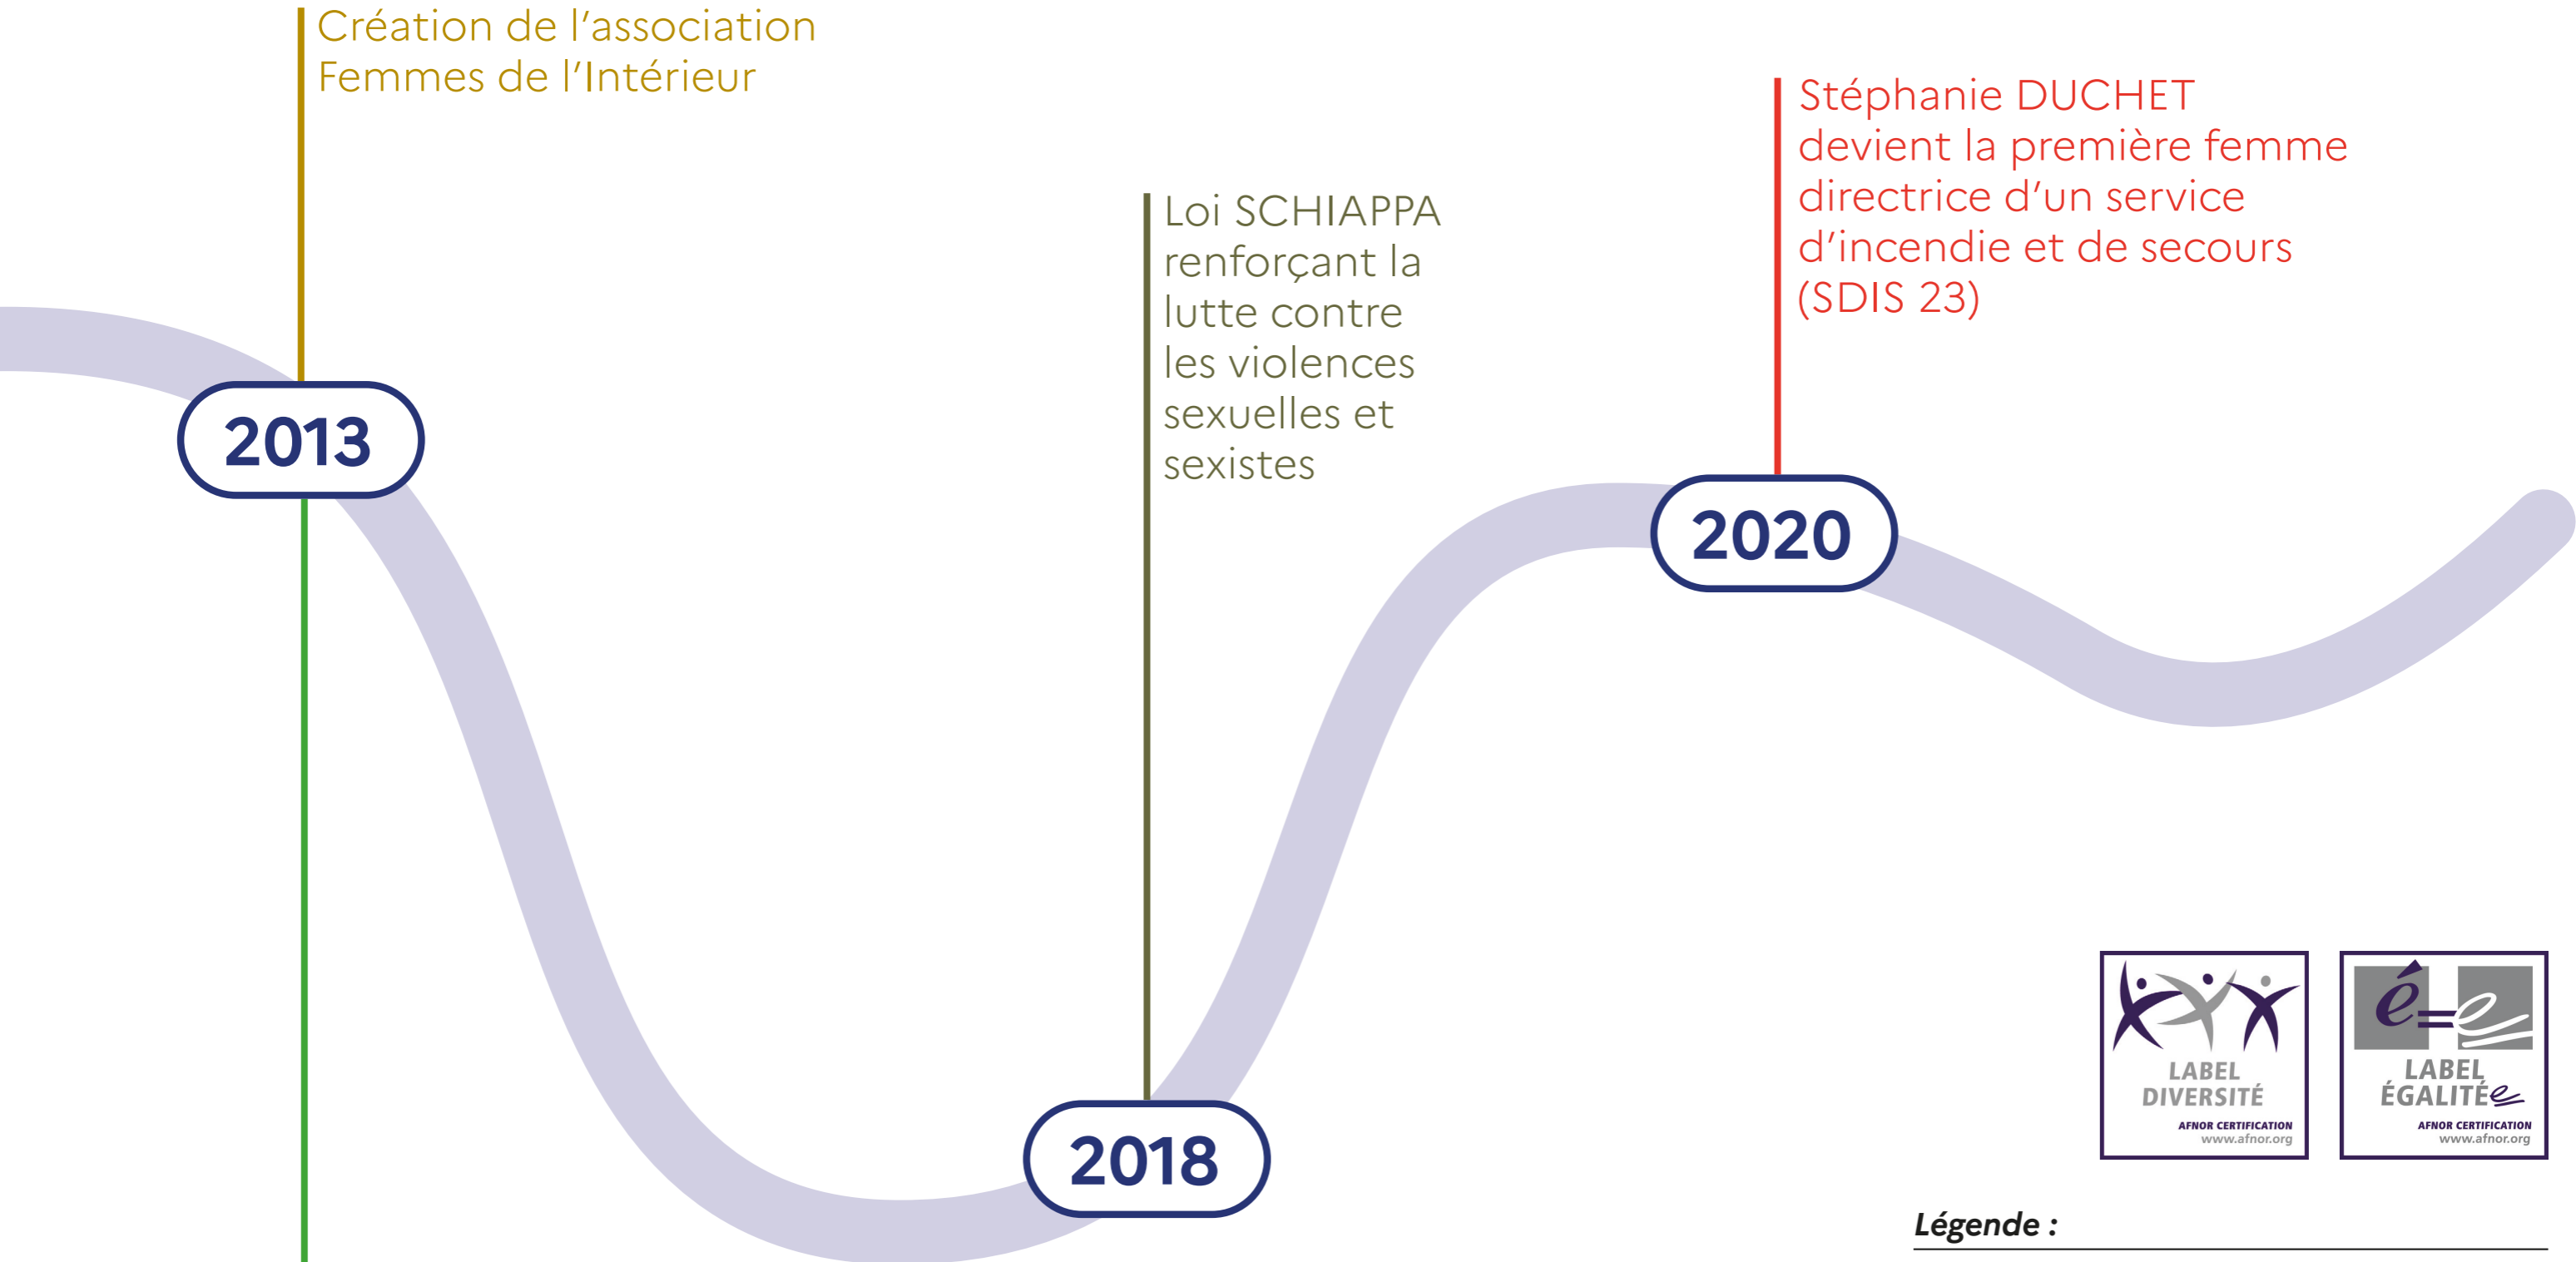 Création de l’association
Femmes de l’Intérieur
2013
Loi SCHIAPPA
renforçant la
lutte contre
les violences
sexuelles et
sexistes
2018
Stéphanie DUCHET
devient la première femme
directrice d’un service
d’incendie et de secours
(SDIS 23)
2020
LABEL
DIVERSITÉ
AFNOR CERTIFICATION
www.afnor.org
é=e
LABEL
ÉGALITÉe
AFNOR CERTIFICATION
www.afnor.org
Légende :